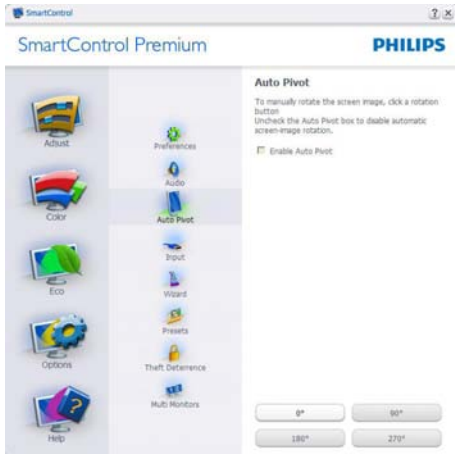 SmartControl
SmartControl Premium
PHILIPS
Adjust
Color
Eco
Options
Help
Preferences
Audio
Auto Pivot
Input
Wizard
Presets
Theft Deterrence
Multi Monitors
Auto Pivot
To manually rotate the screen image, click a rotation
button
Uncheck the Auto Pivot box to disable automatic
screen-image rotation.
Enable Auto Pivot
0°
90°
180°
270°